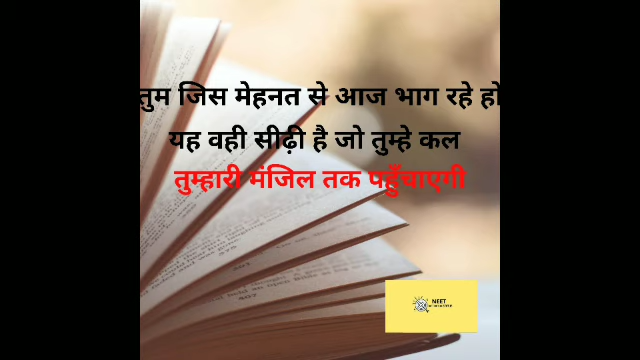 तुम जिस मेहनत से आज भाग रहे हो
यह वही सीढ़ी है जो तुम्हे कल
तुम्हारी मंजिल तक पहुँचाएगी
NEET